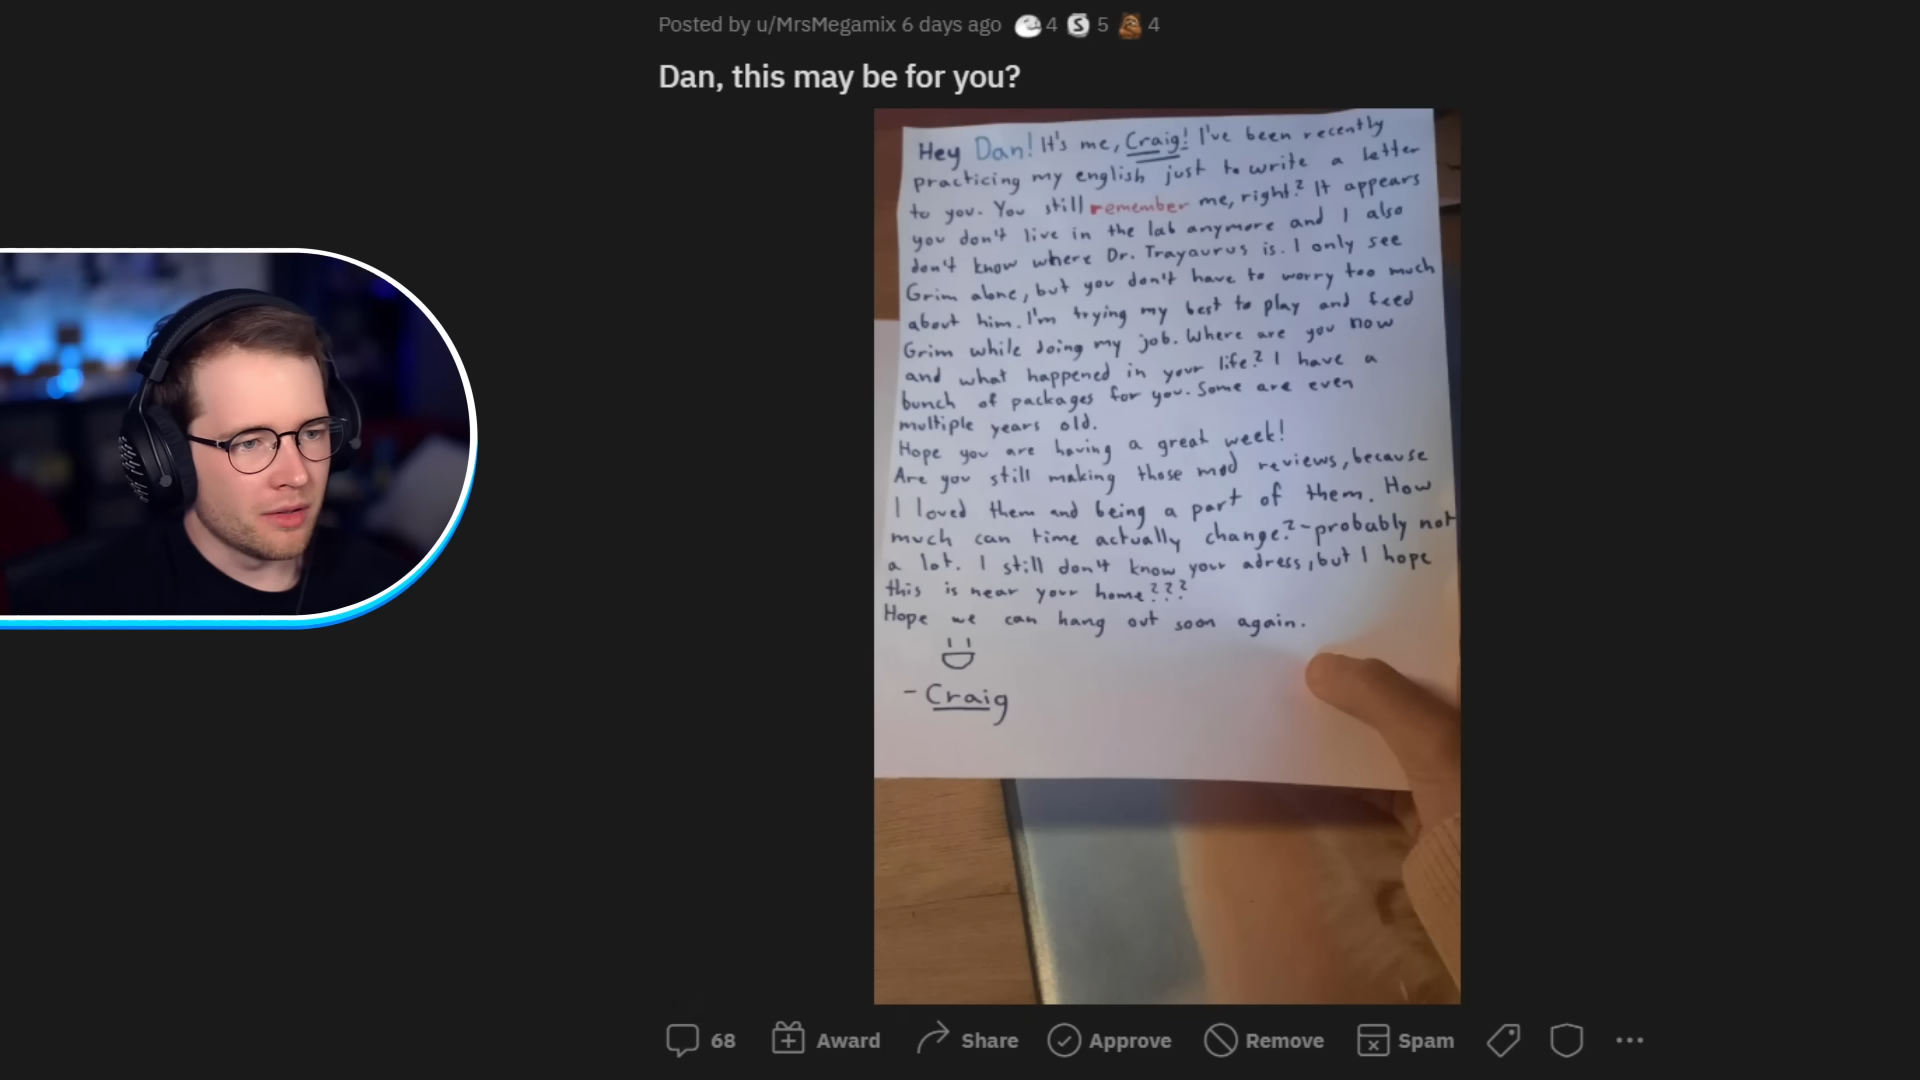 Posted by u/MrsMegamix 6 days ago 4 5 4
Dan, this may be for you?
Hey Dan! It's me, Craig! I've been recently
practicing my english just to write a letter
to you. You still remember me, right? It appears
you don't live in the lab anymore and I also
don't know where Dr. Trayaurus is. I only see
Grim alone, but you don't have to worry too much
about him. I'm trying my best to play and feed
Grim while doing my job. Where are you now
and what happened in your life? I have a
bunch of packages for you. Some are even
multiple years old.
Hope you are having a great week!
Are you still making those mod reviews, because
I loved them and being a part of them. How
much can time actually change? - probably not
a lot. I still don't know your adress, but I hope
this is near your home???
Hope we can hang out soon again.
- Craig
68 Award Share Approve Remove Spam